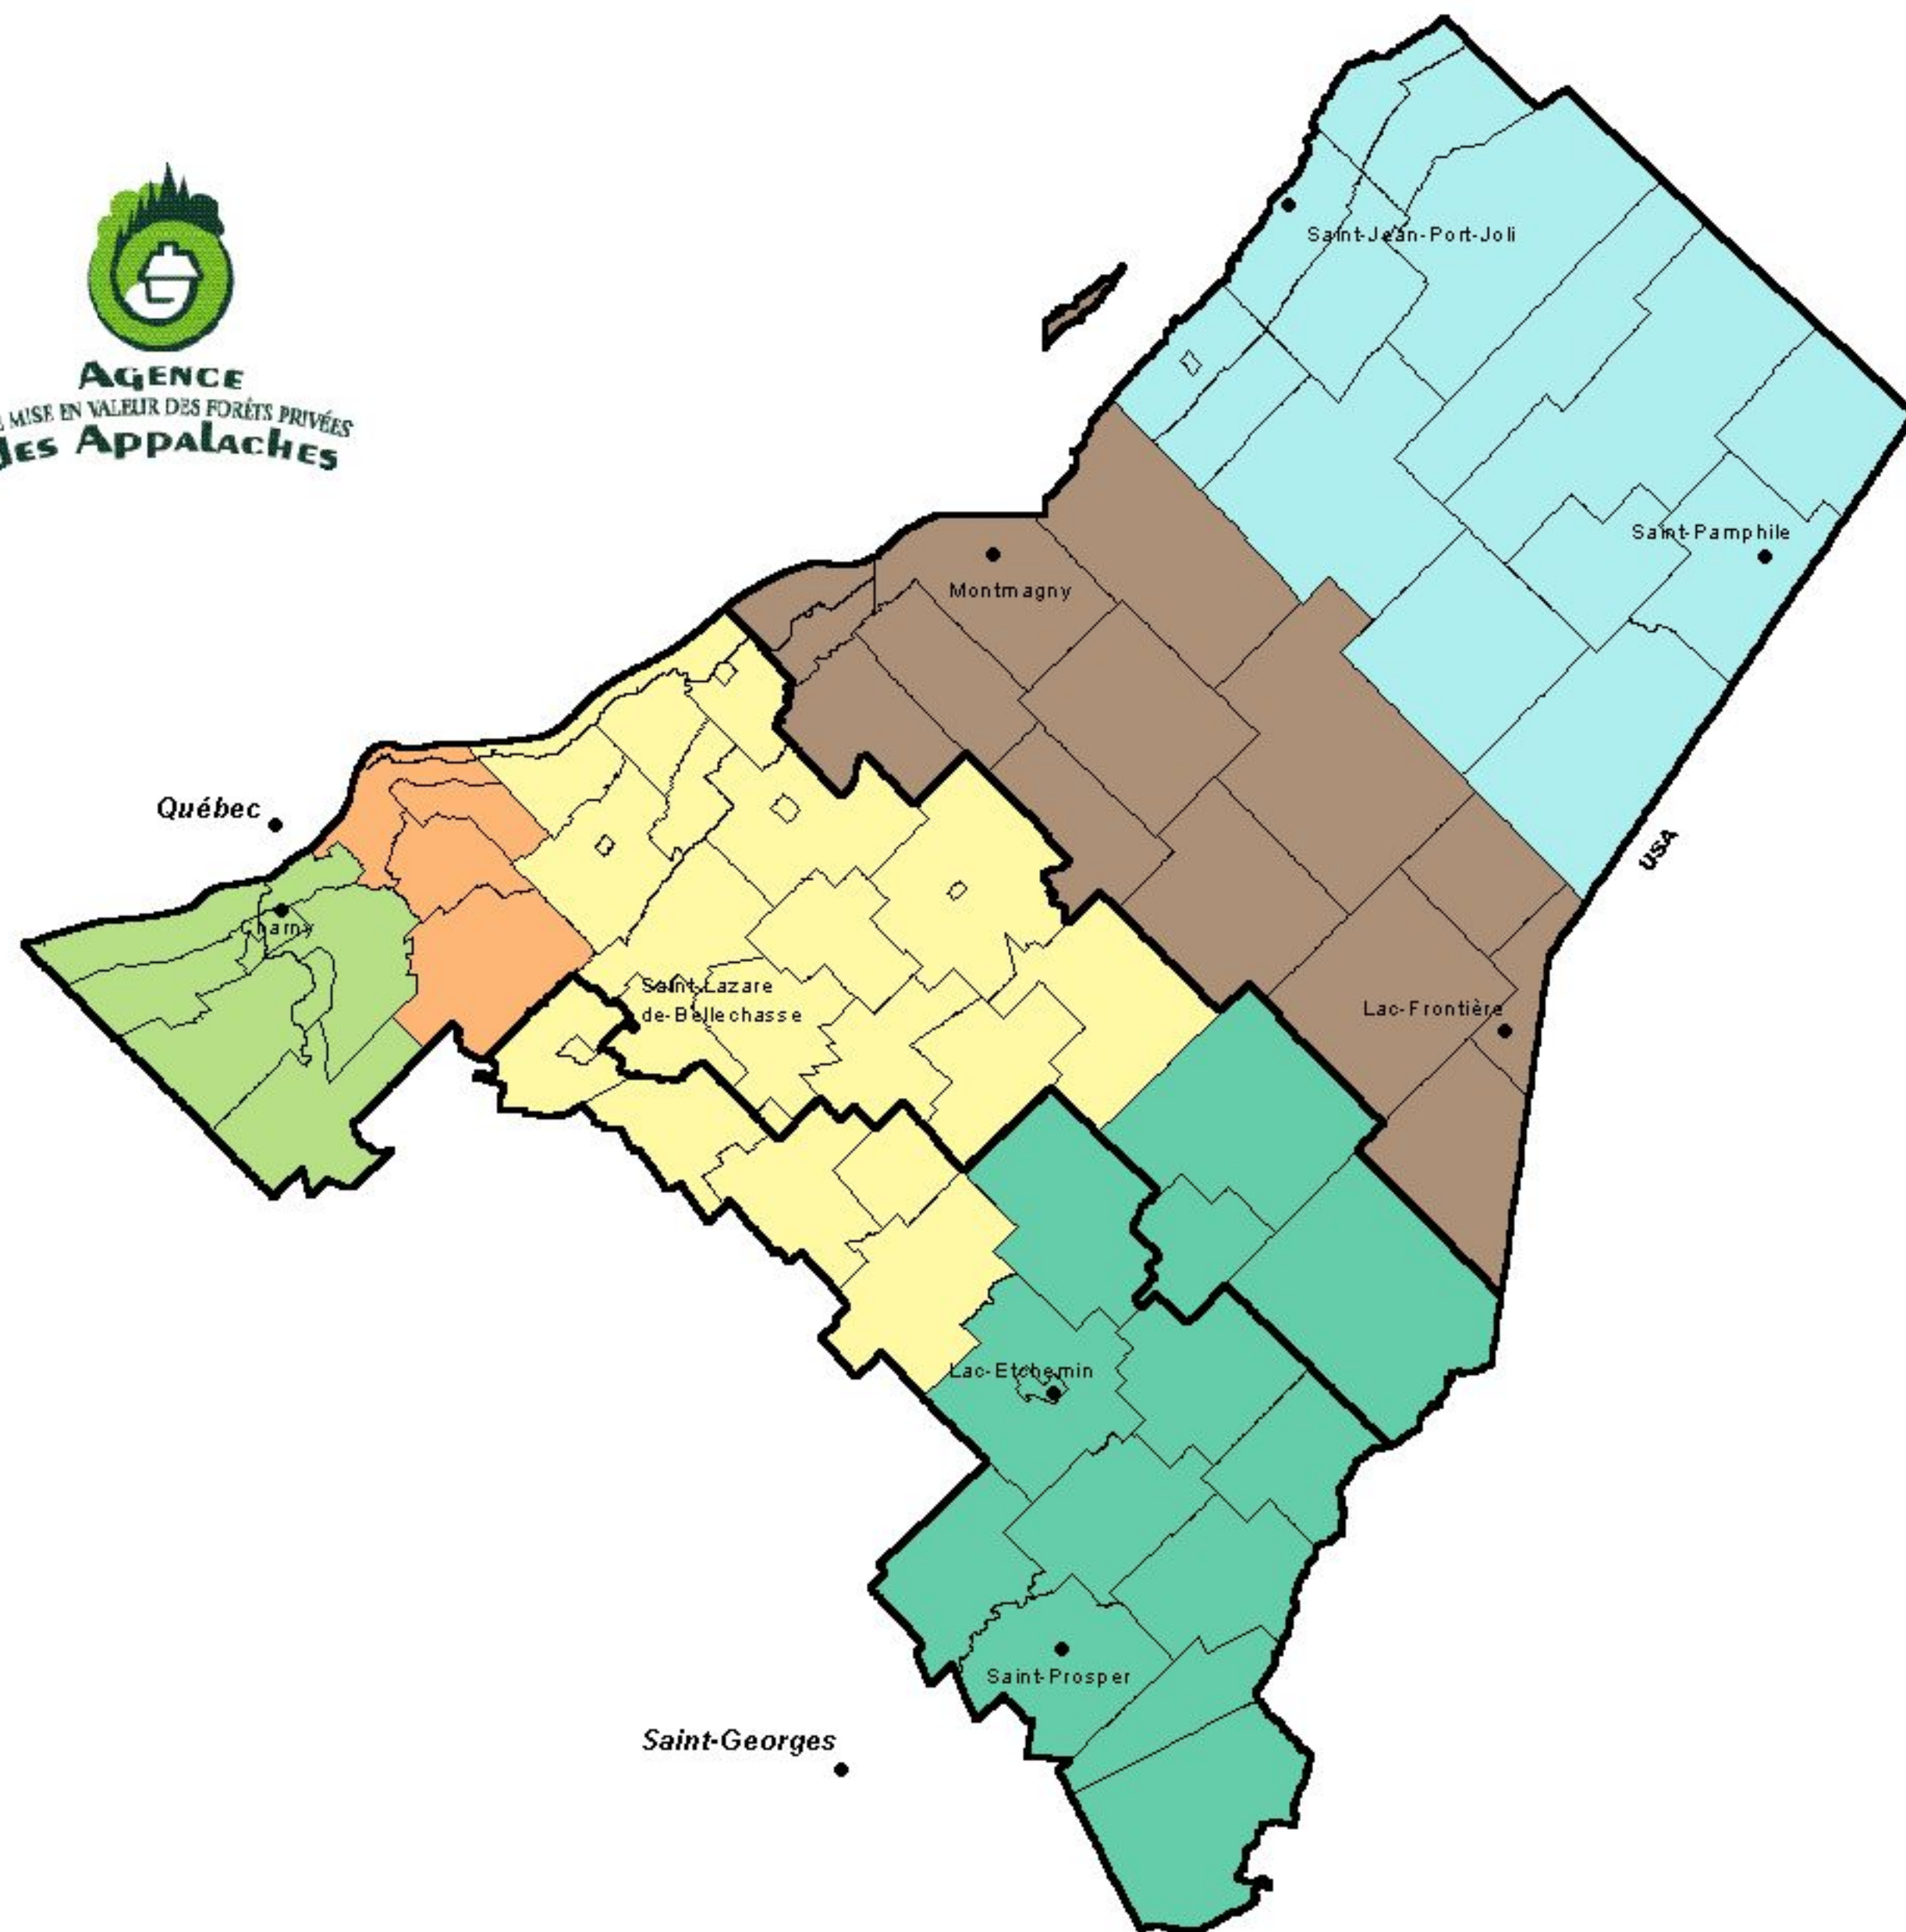 AGENCE
MISE EN VALEUR DES FORÊTS PRIVÉES
des Appalaches
Saint-Jean-Port-Joli
Saint-Pamphile
Montmagny
Québec
USA
Charny
Saint-Lazare
de-Bellechasse
Lac-Frontière
Lac-Etchemin
Saint-Prosper
Saint-Georges